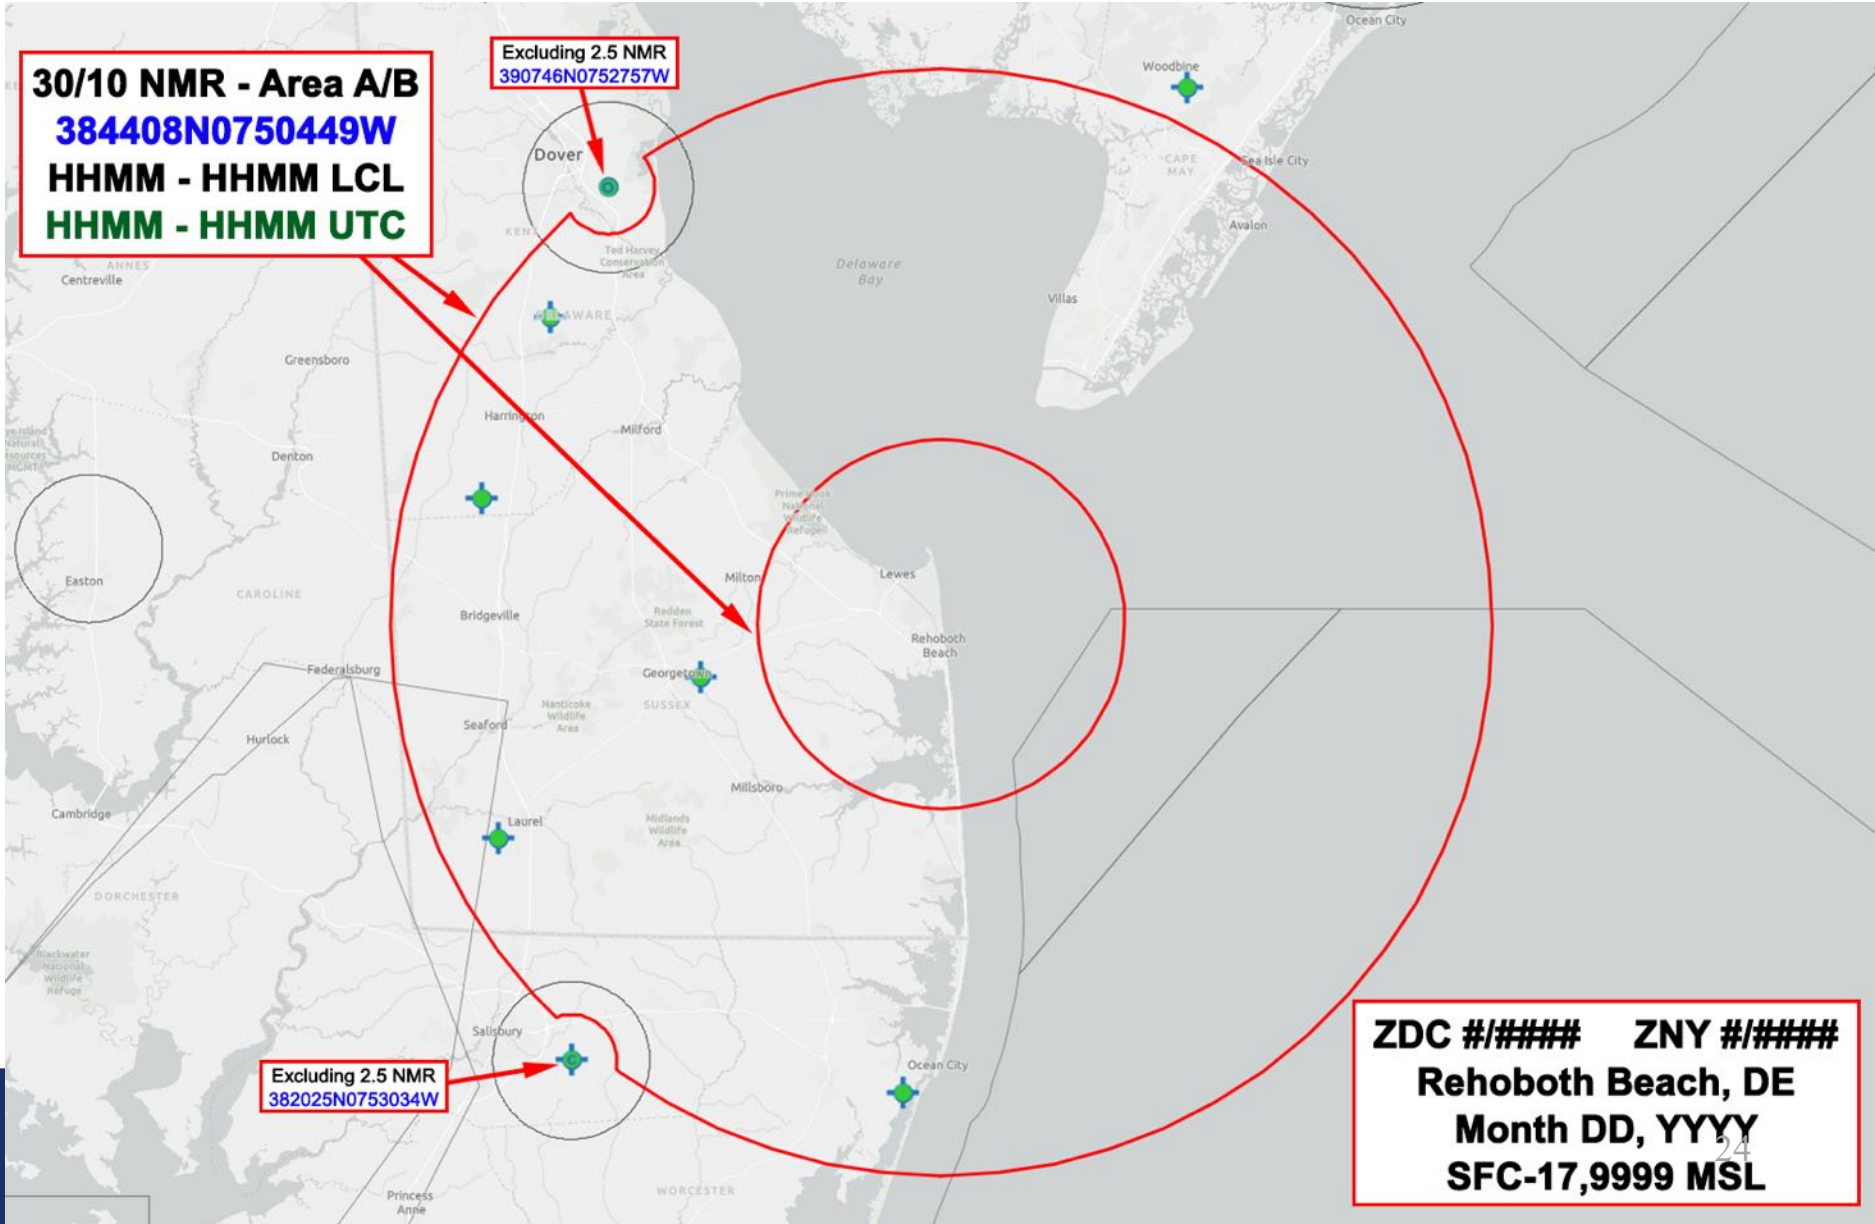 30/10 NMR - Area A/B
384408N0750449W
HHMM - HHMM LCL
HHMM - HHMM UTC
Excluding 2.5 NMR
390746N0752757W
Ocean City
Woodbine
Dover
CAPE
MAY
Sea Isle City
Avalon
KENT
Ted Harvey
Conservation
Area
ANNES
Centreville
Delaware
Bay
Villas
DELAWARE
Greensboro
Harrington
Milford
Denton
Prime Hook
National
Wildlife
Refuge
Easton
CAROLINE
Milton
Lewes
Bridgeville
Redden
State Forest
Rehoboth
Beach
Federalsburg
Georgetown
Nanticoke
Wildlife
Area
SUSSEX
Seaford
Hurlock
Millsboro
Cambridge
Laurel
Midlands
Wildlife
Area
DORCHESTER
Blackwater
National
Wildlife
Refuge
Salisbury
Ocean City
Excluding 2.5 NMR
382025N0753034W
Princess
Anne
WORCESTER
ZDC #/#### ZNY #/####
Rehoboth Beach, DE
Month DD, YYYY
24
SFC-17,9999 MSL